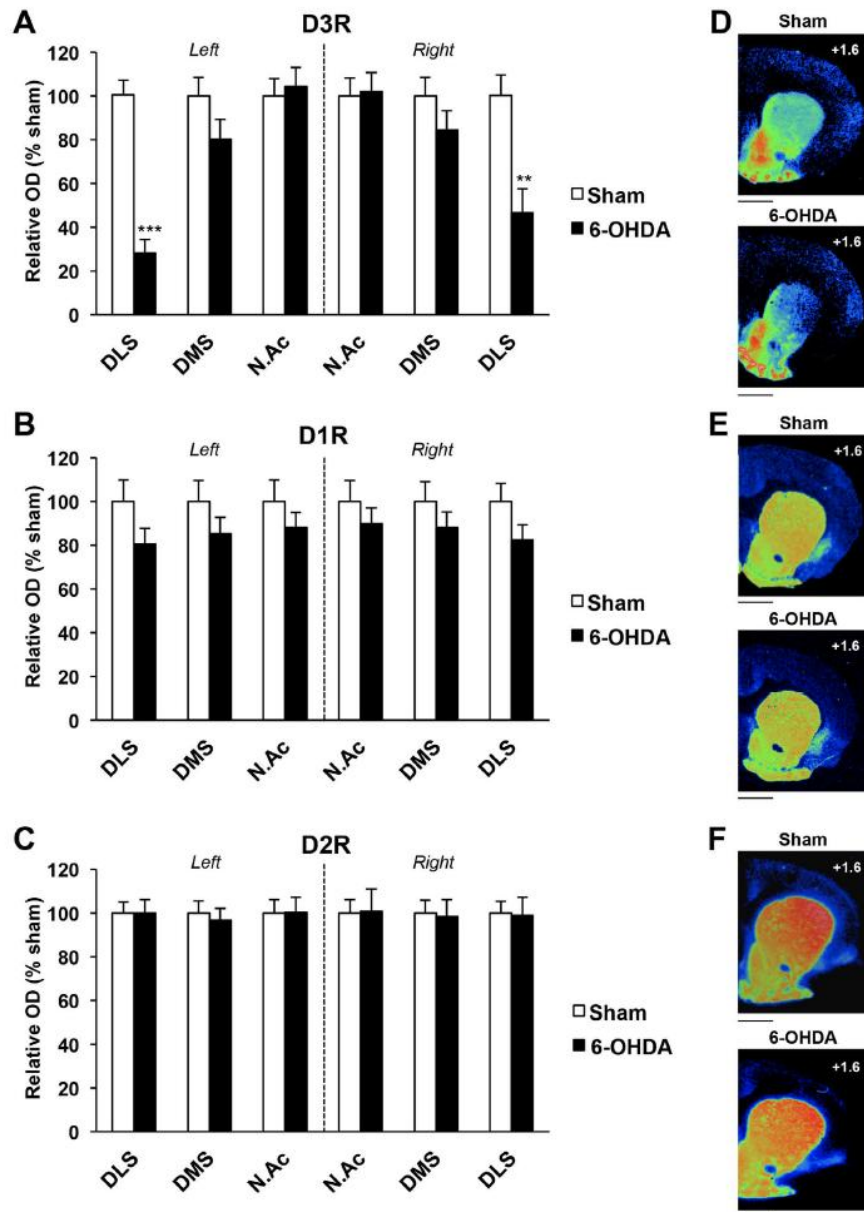 A
D3R
Left
Right
Relative OD (% sham)
120
100
80
60
40
20
0
***
**
DLS
DMS
N.Ac
N.Ac
DMS
DLS
Sham
6-OHDA
D
Sham
+1.6
6-OHDA
+1.6
B
D1R
Left
Right
Relative OD (% sham)
120
100
80
60
40
20
0
DLS
DMS
N.Ac
N.Ac
DMS
DLS
Sham
6-OHDA
E
Sham
+1.6
6-OHDA
+1.6
C
D2R
Left
Right
Relative OD (% sham)
120
100
80
60
40
20
0
DLS
DMS
N.Ac
N.Ac
DMS
DLS
Sham
6-OHDA
F
Sham
+1.6
6-OHDA
+1.6